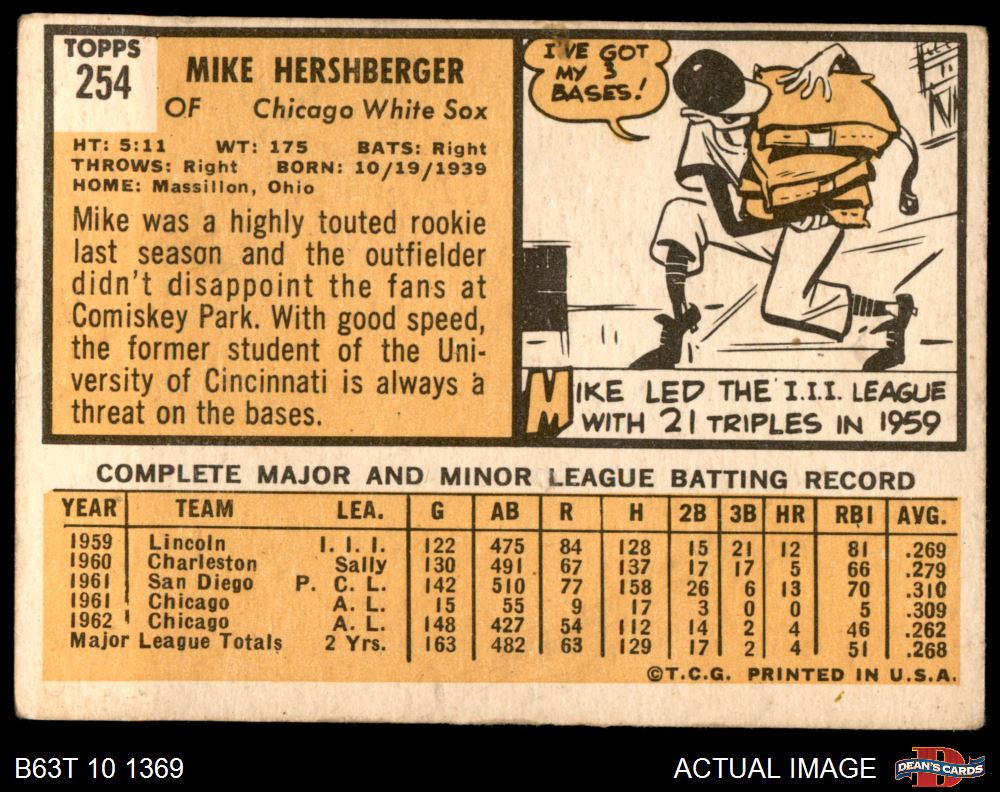 TOPPS
254
MIKE HERSHBERGER
OF Chicago White Sox
HT: 5:11 WT: 175 BATS: Right
THROWS: Right BORN: 10/19/1939
HOME: Massillon, Ohio
Mike was a highly touted rookie
last season and the outfielder
didn't disappoint the fans at
Comiskey Park. With good speed,
the former student of the Uni-
versity of Cincinnati is always a
threat on the bases.
I'VE GOT
MY 3
BASES!
MIKE LED THE I.I.I. LEAGUE
WITH 21 TRIPLES IN 1959
COMPLETE MAJOR AND MINOR LEAGUE BATTING RECORD
YEAR TEAM LEA. G AB R H 2B 3B HR RBI AVG.
1959 Lincoln I. I. I. 122 475 84 128 15 21 12 81 .269
1960 Charleston Sally 130 491 67 137 17 17 5 66 .279
1961 San Diego P. C. L. 142 510 77 158 26 6 13 70 .310
1961 Chicago A. L. 15 55 9 17 3 0 0 5 .309
1962 Chicago A. L. 148 427 54 112 14 2 4 46 .262
Major League Totals 2 Yrs. 163 482 63 129 17 2 4 51 .268
©T.C.G. PRINTED IN U.S.A.
B63T 10 1369
ACTUAL IMAGE
DEAN'S CARDS